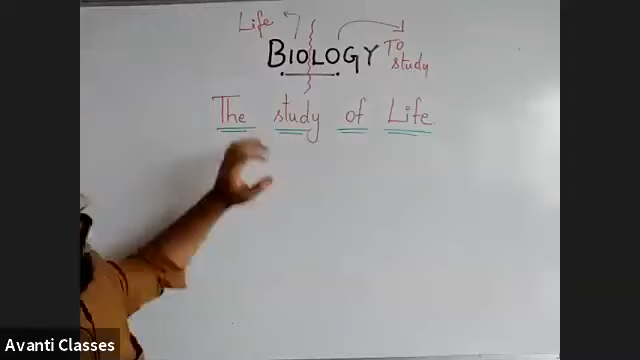 Life
BIOLOGY
To study
The study of Life
Avanti Classes